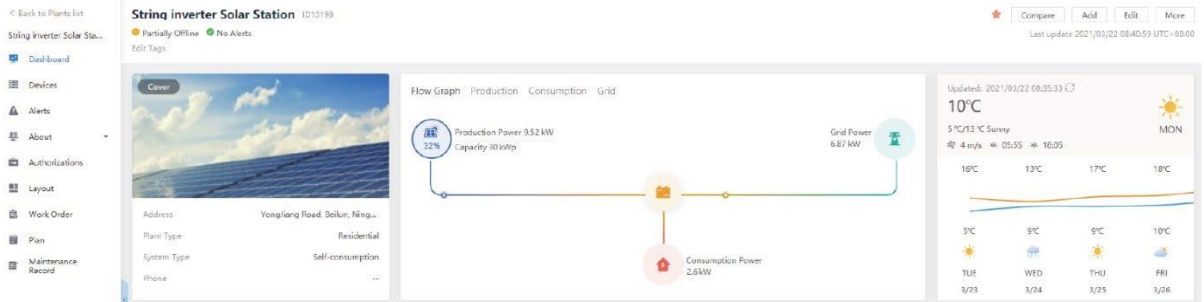 < Back to Plants list
String inverter Solar Sta...
Dashboard
Devices
Alerts
About
Authorizations
Layout
Work Order
Plan
Maintenance
Record
String inverter Solar Station ID13199
Partially Offline No Alerts
Edit Tags
Compare Add Edit More
Last update 2021/03/22 08:40:59 UTC+08:00
Cover
Address YongJiang Road, Beilun, Ning...
Plant Type Residential
System Type Self-consumption
Phone --
Flow Graph Production Consumption Grid
32%
Production Power 9.52 kW
Capacity 30 kWp
Grid Power
6.87 kW
Consumption Power
2.6 kW
Updated: 2021/03/22 08:35:33
10℃
5 ℃/13 ℃ Sunny
MON
4 m/s 05:55 18:05
16℃ 13℃ 17℃ 18℃
5℃ 9℃ 9℃ 10℃
TUE WED THU FRI
3/23 3/24 3/25 3/26